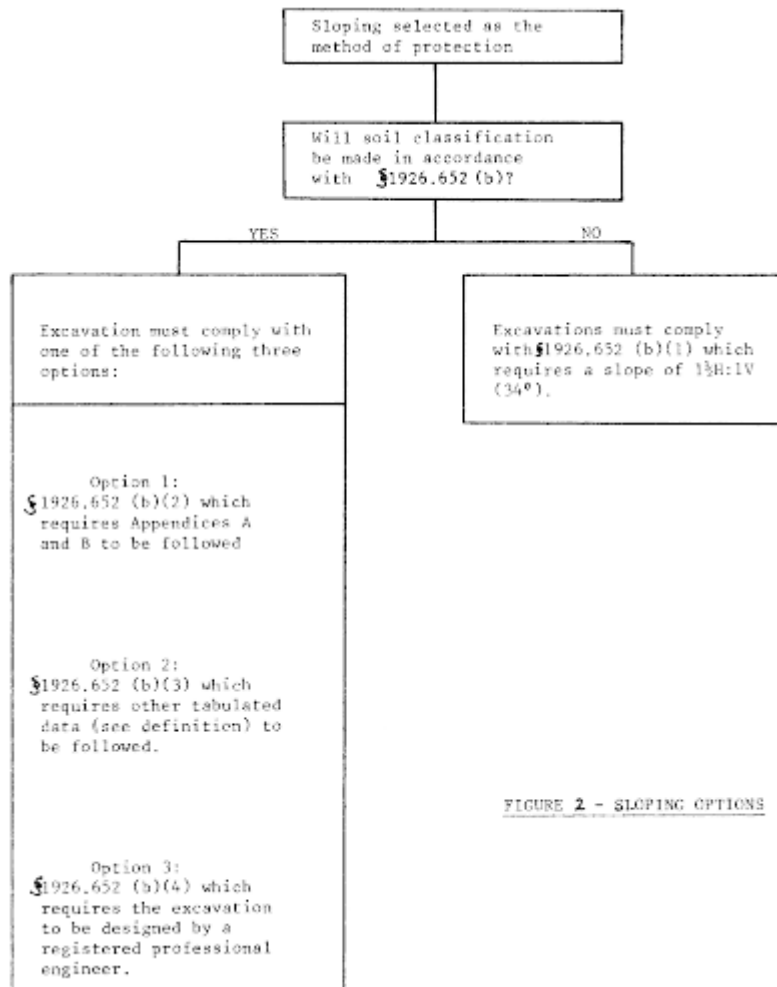 Sloping selected as the
method of protection
Will soil classification
be made in accordance
with §1926.652 (b)?
YES
NO
Excavation must comply with
one of the following three
options:
Excavations must comply
with §1926.652 (b)(1) which
requires a slope of 1½H:1V
(34°).
Option 1:
§1926.652 (b)(2) which
requires Appendices A
and B to be followed
Option 2:
§1926.652 (b)(3) which
requires other tabulated
data (see definition) to
be followed.
Option 3:
§1926.652 (b)(4) which
requires the excavation
to be designed by a
registered professional
engineer.
FIGURE 2 - SLOPING OPTIONS